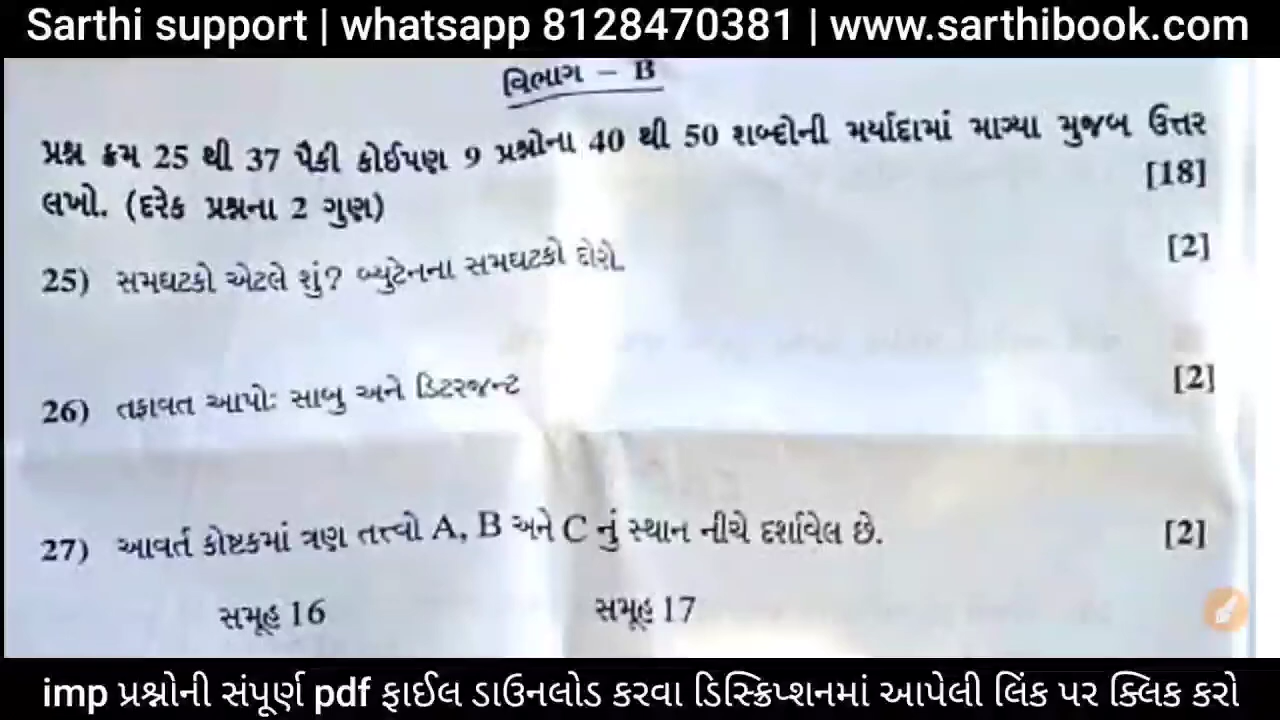 Sarthi support | whatsapp 8128470381 | www.sarthibook.com
વિભાગ – B
પ્રશ્ન ક્રમ 25 થી 37 પૈકી કોઈપણ 9 પ્રશ્નોના 40 થી 50 શબ્દોની મર્યાદામાં માગ્યા મુજબ ઉત્તર
લખો. (દરેક પ્રશ્નના 2 ગુણ) [18]
25) સમઘટકો એટલે શું? બ્યુટેનના સમઘટકો દોરો. [2]
26) તફાવત આપોઃ સાબુ અને ડિટરજન્ટ [2]
27) આવર્ત કોષ્ટકમાં ત્રણ તત્ત્વો A, B અને C નું સ્થાન નીચે દર્શાવેલ છે. [2]
સમૂહ 16 સમૂહ 17
imp પ્રશ્નોની સંપૂર્ણ pdf ફાઈલ ડાઉનલોડ કરવા ડિસ્ક્રિપ્શનમાં આપેલી લિંક પર ક્લિક કરો